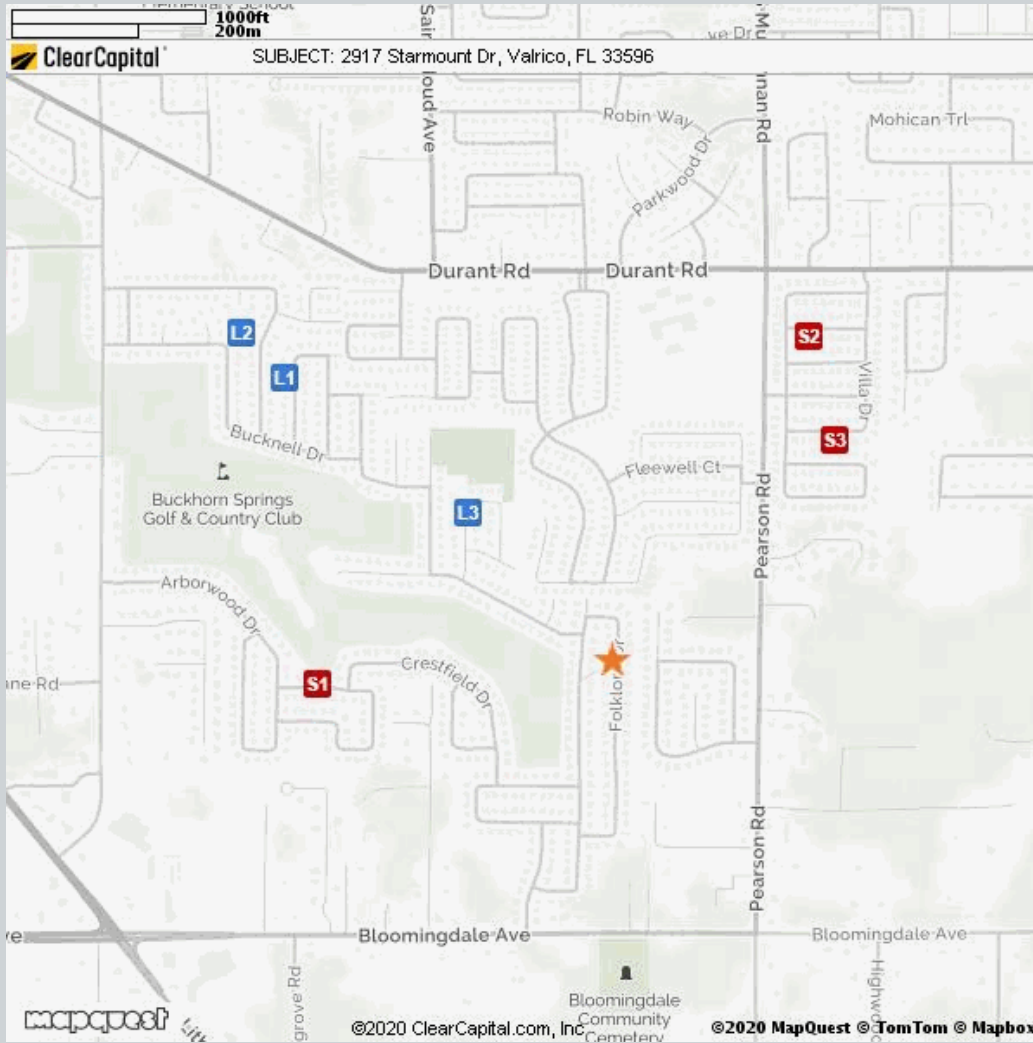 Elementary School
1000ft
200m
ClearCapital
SUBJECT: 2917 Starmount Dr, Valrico, FL 33596
Robin Way
Mohican Trl
Parkwood Dr
Durant Rd
Durant Rd
L2
S2
L1
Villa Dr
Bucknell Dr
S3
Fleewell Ct
Buckhorn Springs
Golf & Country Club
L3
Pearson Rd
Arborwood Dr
Crestfield Dr
S1
Pearson Rd
Bloomingdale Ave
Bloomingdale Ave
Bloomingdale
Community
Cemetery
mapquest
©2020 ClearCapital.com, Inc
©2020 MapQuest © TomTom © Mapbox